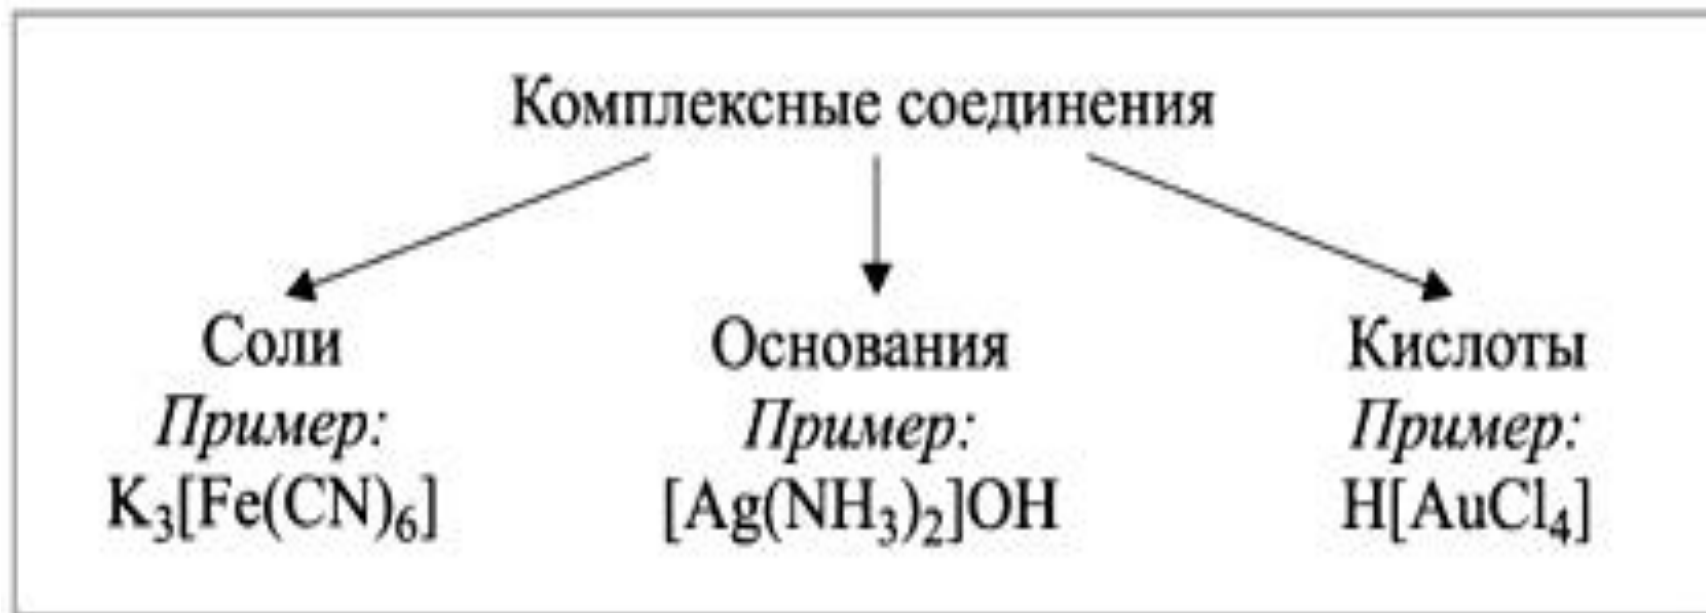 Комплексные соединения
Соли Основания Кислоты
Пример: Пример: Пример:
K₃[Fe(CN)₆] [Ag(NH₃)₂]OH H[AuCl₄]